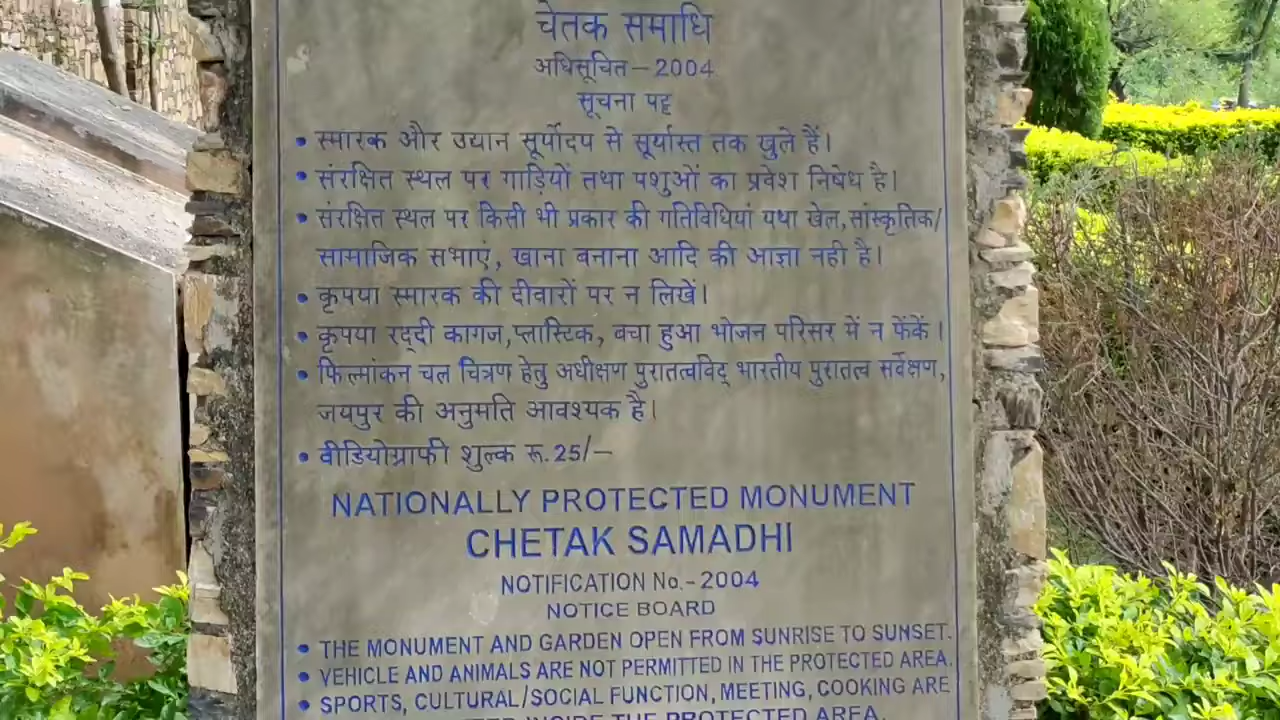 चेतक समाधि
अधिसूचित – 2004
सूचना पट्ट
• स्मारक और उद्यान सूर्योदय से सूर्यास्त तक खुले हैं।
• संरक्षित स्थल पर गाड़ियों तथा पशुओं का प्रवेश निषेध है।
• संरक्षित स्थल पर किसी भी प्रकार की गतिविधियां यथा खेल,सांस्कृतिक/
सामाजिक सभाएं, खाना बनाना आदि की आज्ञा नही है।
• कृपया स्मारक की दीवारों पर न लिखें।
• कृपया रद्दी कागज,प्लास्टिक, बचा हुआ भोजन परिसर में न फेंकें।
• फिल्मांकन चल चित्रण हेतु अधीक्षण पुरातत्वविद् भारतीय पुरातत्व सर्वेक्षण,
जयपुर की अनुमति आवश्यक है।
• वीडियोग्राफी शुल्क रू.25/–
NATIONALLY PROTECTED MONUMENT
CHETAK SAMADHI
NOTIFICATION No.-2004
NOTICE BOARD
• THE MONUMENT AND GARDEN OPEN FROM SUNRISE TO SUNSET.
• VEHICLE AND ANIMALS ARE NOT PERMITTED IN THE PROTECTED AREA.
• SPORTS, CULTURAL/SOCIAL FUNCTION, MEETING, COOKING ARE
INSIDE THE PROTECTED AREA.